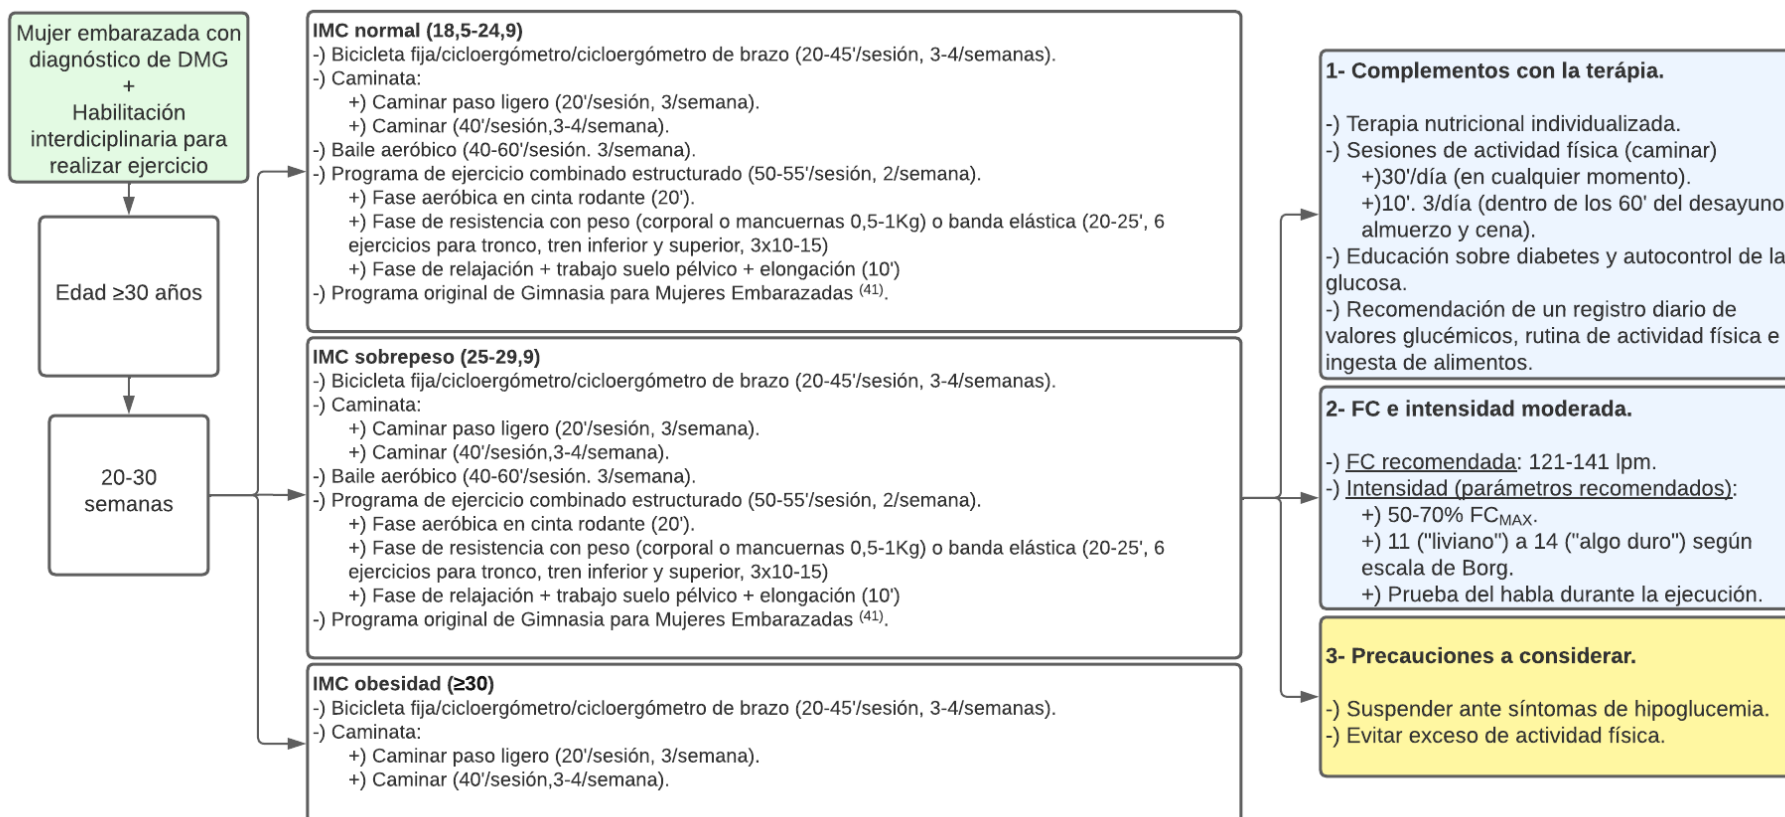 Mujer embarazada con
diagnóstico de DMG
+
Habilitación
interdiciplinaria para
realizar ejercicio
Edad ≥30 años
20-30
semanas
IMC normal (18,5-24,9)
-) Bicicleta fija/cicloergómetro/cicloergómetro de brazo (20-45'/sesión, 3-4/semanas).
-) Caminata:
+) Caminar paso ligero (20'/sesión, 3/semana).
+) Caminar (40'/sesión,3-4/semana).
-) Baile aeróbico (40-60'/sesión. 3/semana).
-) Programa de ejercicio combinado estructurado (50-55'/sesión, 2/semana).
+) Fase aeróbica en cinta rodante (20').
+) Fase de resistencia con peso (corporal o mancuernas 0,5-1Kg) o banda elástica (20-25', 6
ejercicios para tronco, tren inferior y superior, 3x10-15)
+) Fase de relajación + trabajo suelo pélvico + elongación (10')
-) Programa original de Gimnasia para Mujeres Embarazadas (41).
IMC sobrepeso (25-29,9)
-) Bicicleta fija/cicloergómetro/cicloergómetro de brazo (20-45'/sesión, 3-4/semanas).
-) Caminata:
+) Caminar paso ligero (20'/sesión, 3/semana).
+) Caminar (40'/sesión,3-4/semana).
-) Baile aeróbico (40-60'/sesión. 3/semana).
-) Programa de ejercicio combinado estructurado (50-55'/sesión, 2/semana).
+) Fase aeróbica en cinta rodante (20').
+) Fase de resistencia con peso (corporal o mancuernas 0,5-1Kg) o banda elástica (20-25', 6
ejercicios para tronco, tren inferior y superior, 3x10-15)
+) Fase de relajación + trabajo suelo pélvico + elongación (10')
-) Programa original de Gimnasia para Mujeres Embarazadas (41).
IMC obesidad (≥30)
-) Bicicleta fija/cicloergómetro/cicloergómetro de brazo (20-45'/sesión, 3-4/semanas).
-) Caminata:
+) Caminar paso ligero (20'/sesión, 3/semana).
+) Caminar (40'/sesión,3-4/semana).
1- Complementos con la terápia.
-) Terapia nutricional individualizada.
-) Sesiones de actividad física (caminar)
+)30'/día (en cualquier momento).
+)10'. 3/día (dentro de los 60' del desayuno
almuerzo y cena).
-) Educación sobre diabetes y autocontrol de la
glucosa.
-) Recomendación de un registro diario de
valores glucémicos, rutina de actividad física e
ingesta de alimentos.
2- FC e intensidad moderada.
-) FC recomendada: 121-141 lpm.
-) Intensidad (parámetros recomendados):
+) 50-70% FCMAX.
+) 11 ("liviano") a 14 ("algo duro") según
escala de Borg.
+) Prueba del habla durante la ejecución.
3- Precauciones a considerar.
-) Suspender ante síntomas de hipoglucemia.
-) Evitar exceso de actividad física.